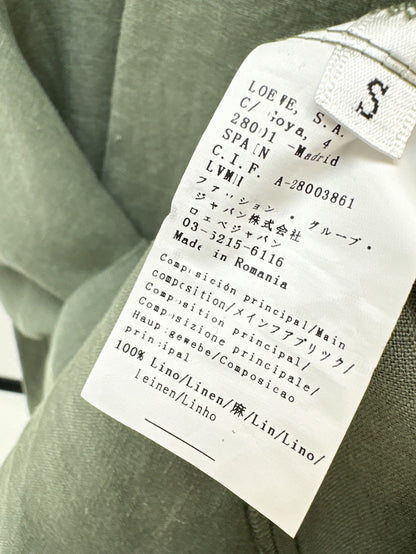 S
LOEWE, S.A.
C/ Goya, 4
28001 -Madrid
SPAIN
C.I.F. A-28003861
LVMH
ファッション・グループ・
ジャパン株式会社
ロエベジャパン
03-6215-6116
Made in Romania
Composición principal/Main
composition/メインファブリック/
Composition principal/
Composizione principale/
Hauptgewebe/Composicao
principal
100% Lino/Linen/麻/Lin/Lino/
Leinen/Linho